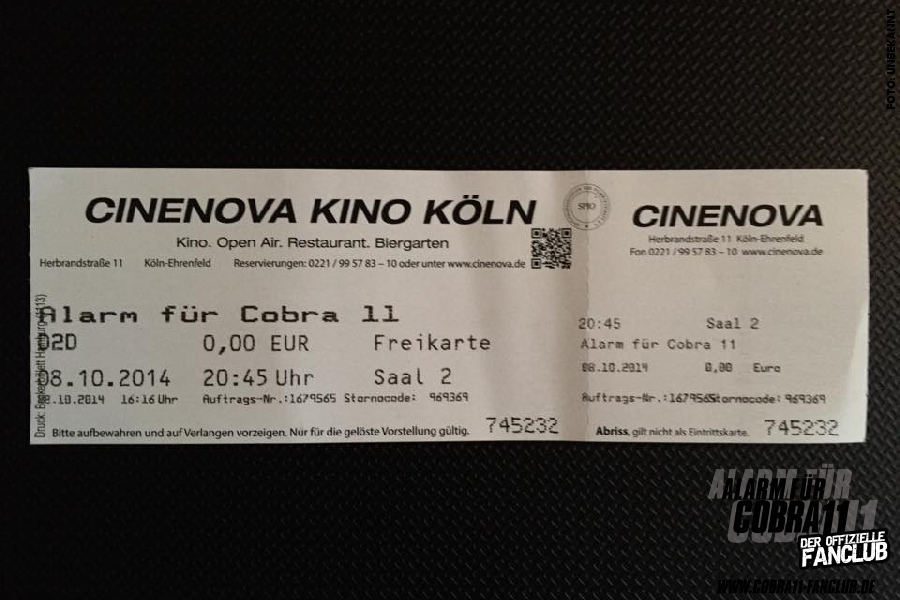 FOTO: UNBEKANNT
CINENOVA KINO KÖLN
Kino. Open Air. Restaurant. Biergarten
Herbrandstraße 11 Köln-Ehrenfeld Reservierungen: 0221 / 99 57 83 – 10 oder unter www.cinenova.de
SPIO
Alarm für Cobra 11
02D 0,00 EUR Freikarte
08.10.2014 20:45 Uhr Saal 2
08.10.2014 16:16 Uhr Auftrags-Nr.:1679565 Stornocode: 969369
Bitte aufbewahren und auf Verlangen vorzeigen. Nur für die gelöste Vorstellung gültig. 745232
Druck: Hamburg
CINENOVA
Herbrandstraße 11 Köln-Ehrenfeld
Fon 0221 / 99 57 83 – 10 www.cinenova.de
20:45 Saal 2
Alarm für Cobra 11
08.10.2014 0,00 Euro
Auftrags-Nr.:1679565 Stornocode: 969369
Abriss, gilt nicht als Eintrittskarte. 745232
ALARM FÜR
COBRA 11
DER OFFIZIELLE
FANCLUB
WWW.COBRA11-FANCLUB.DE